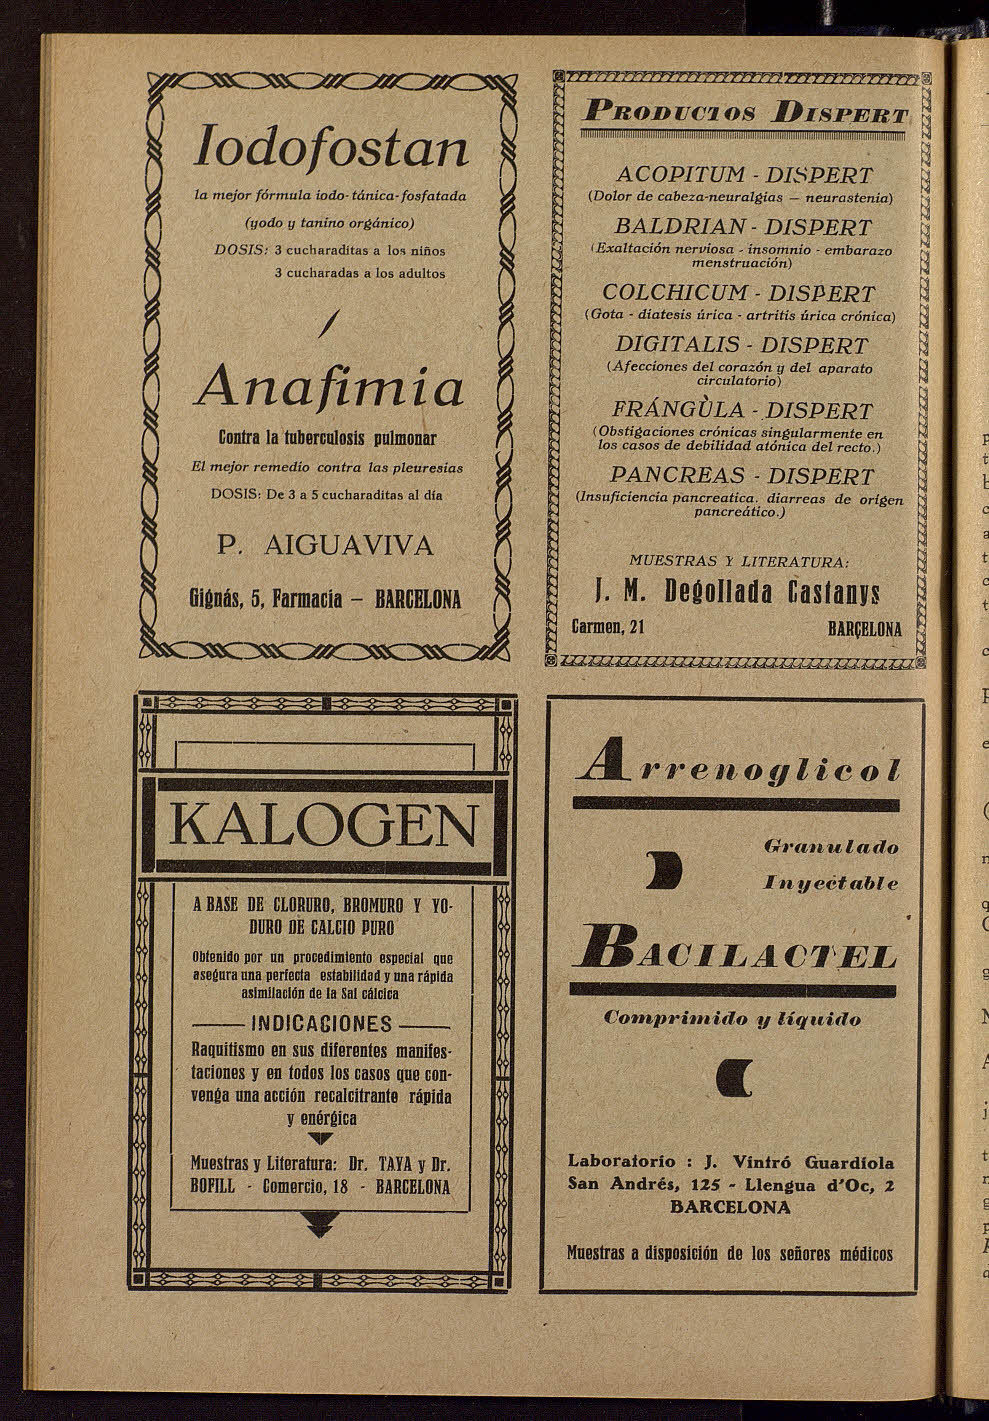 Iodofostan
la mejor fórmula iodo-tánica-fosfatada
(yodo y tanino orgánico)
DOSIS: 3 cucharaditas a los niños
3 cucharadas a los adultos
Anafimia
Contra la tuberculosis pulmonar
El mejor remedio contra las pleuresias
DOSIS: De 3 a 5 cucharaditas al día
P. AIGUAVIVA
Gignás, 5, Farmacia — BARCELONA
PRODUCTOS DISPERT
ACOPITUM - DISPERT
(Dolor de cabeza-neuralgias — neurastenia)
BALDRIAN - DISPERT
(Exaltación nerviosa - insomnio - embarazo
menstruación)
COLCHICUM - DISPERT
(Gota - diatesis úrica - artritis úrica crónica)
DIGITALIS - DISPERT
(Afecciones del corazón y del aparato
circulatorio)
FRÁNGÙLA - DISPERT
(Obstigaciones crónicas singularmente en
los casos de debilidad atónica del recto.)
PANCREAS - DISPERT
(Insuficiencia pancreatica. diarreas de origen
pancreático.)
MUESTRAS Y LITERATURA:
J. M. Degollada Castanys
Carmen, 21 BARCELONA
KALOGEN
A BASE DE CLORURO, BROMURO Y YO-
DURO DE CALCIO PURO
Obtenido por un procedimiento especial que
asegura una perfecta estabilidad y una rápida
asimilación de la Sal cálcica
INDICACIONES
Raquitismo en sus diferentes manifes-
taciones y en todos los casos que con-
venga una acción recalcitrante rápida
y enérgica
Muestras y Literatura: Dr. TAYA y Dr.
BOFILL - Comercio, 18 - BARCELONA
Arrenoglicol
Granulado
Inyectable
BACILACTEL
Comprimido y líquido
Laboratorio : J. Vintró Guardiola
San Andrés, 125 - Llengua d'Oc, 2
BARCELONA
Muestras a disposición de los señores médicos